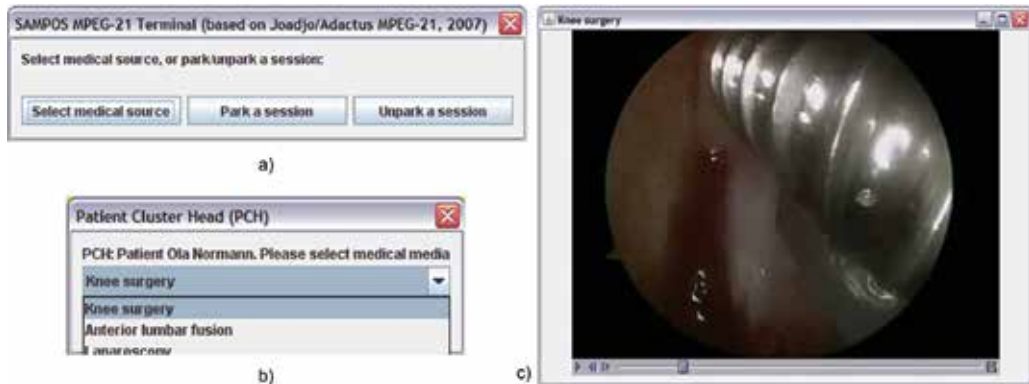 SAMPOS MPEG-21 Terminal (based on Joadjo/Adactus MPEG-21, 2007)
Select medical source, or park/unpark a session:
Select medical source
Park a session
Unpark a session
a)
Patient Cluster Head (PCH)
PCH: Patient Ola Normann. Please select medical media
Knee surgery
Knee surgery
Anterior lumbar fusion
Laparescopy
b)
Knee surgery
c)